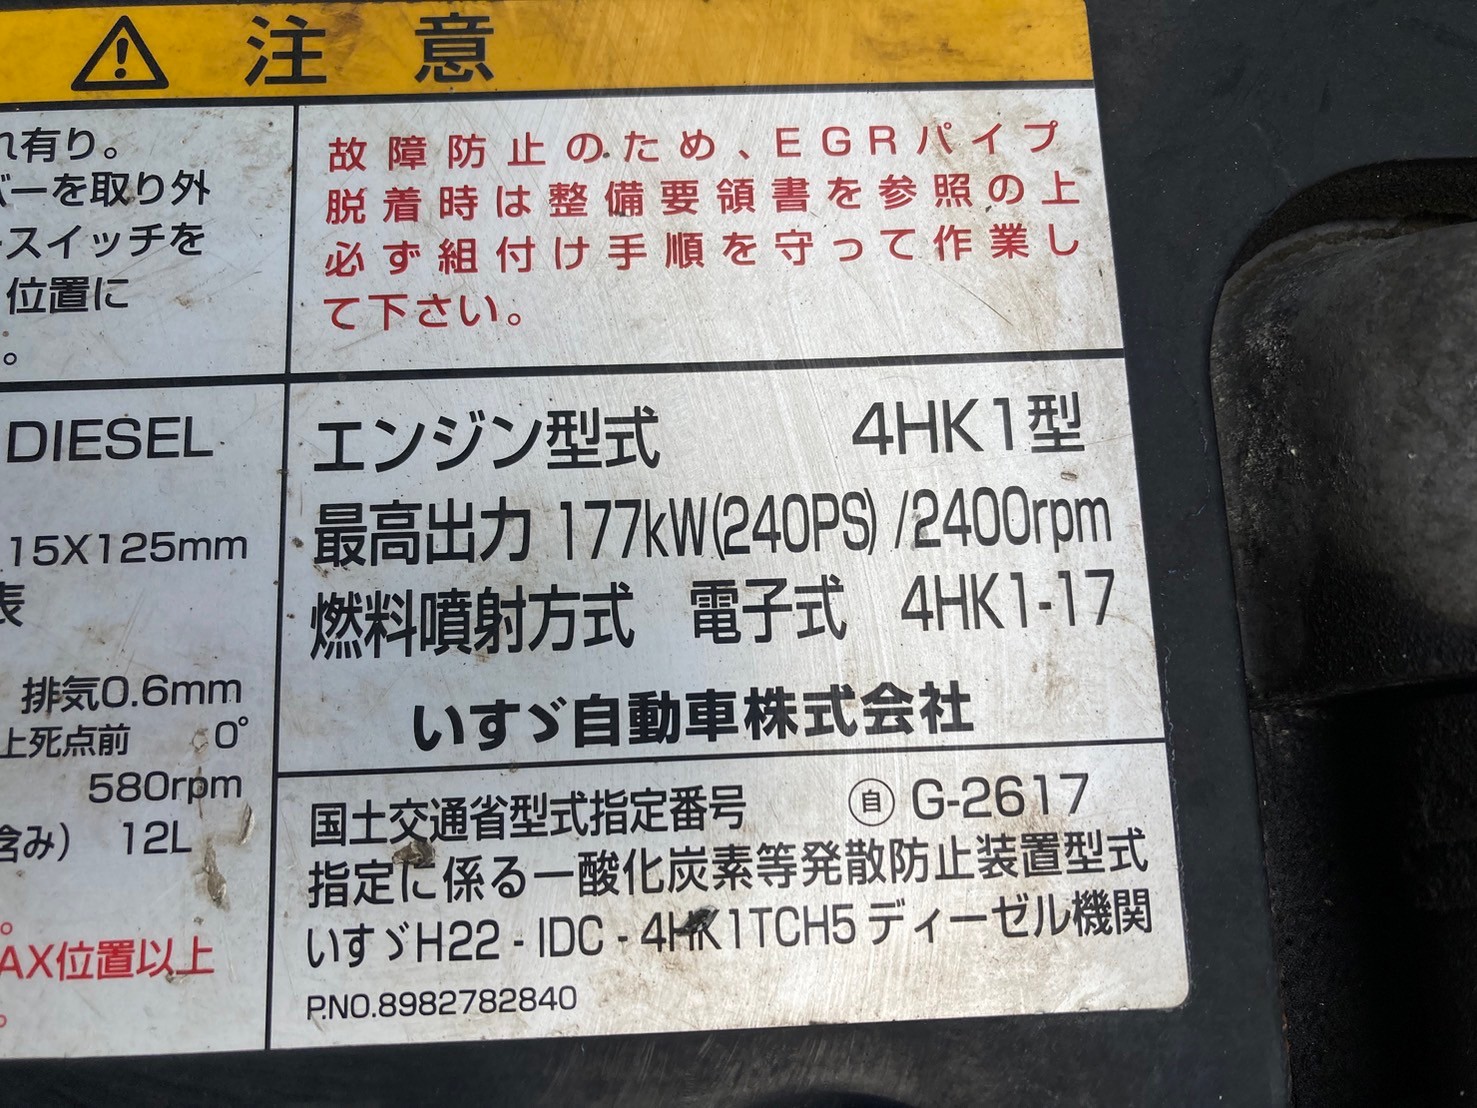 注意
れ有り。
バーを取り外
スイッチを
位置に
。
故障防止のため、EGRパイプ
脱着時は整備要領書を参照の上
必ず組付け手順を守って作業し
て下さい。
DIESEL
15X125mm
表
排気0.6mm
上死点前 0°
580rpm
含み) 12L
。
AX位置以上
。
エンジン型式 4HK1型
最高出力 177kW(240PS) /2400rpm
燃料噴射方式 電子式 4HK1-17
いすゞ自動車株式会社
国土交通省型式指定番号 ㊀自 G-2617
指定に係る一酸化炭素等発散防止装置型式
いすゞH22 - IDC - 4HK1TCH5 ディーゼル機関
P.NO.8982782840